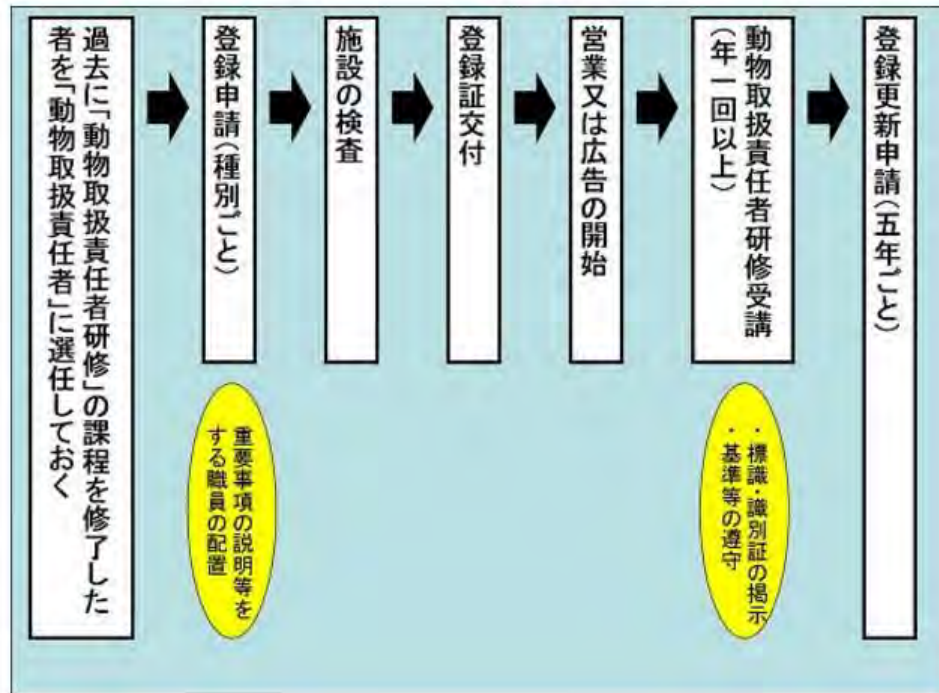 過去に「動物取扱責任者研修」の課程を修了した
者を「動物取扱責任者」に選任しておく
登録申請(種別ごと)
重要事項の説明等を
する職員の配置
施設の検査
登録証交付
営業又は広告の開始
動物取扱責任者研修受講
(年一回以上)
・標識・識別証の掲示
・基準等の遵守
登録更新申請(五年ごと)